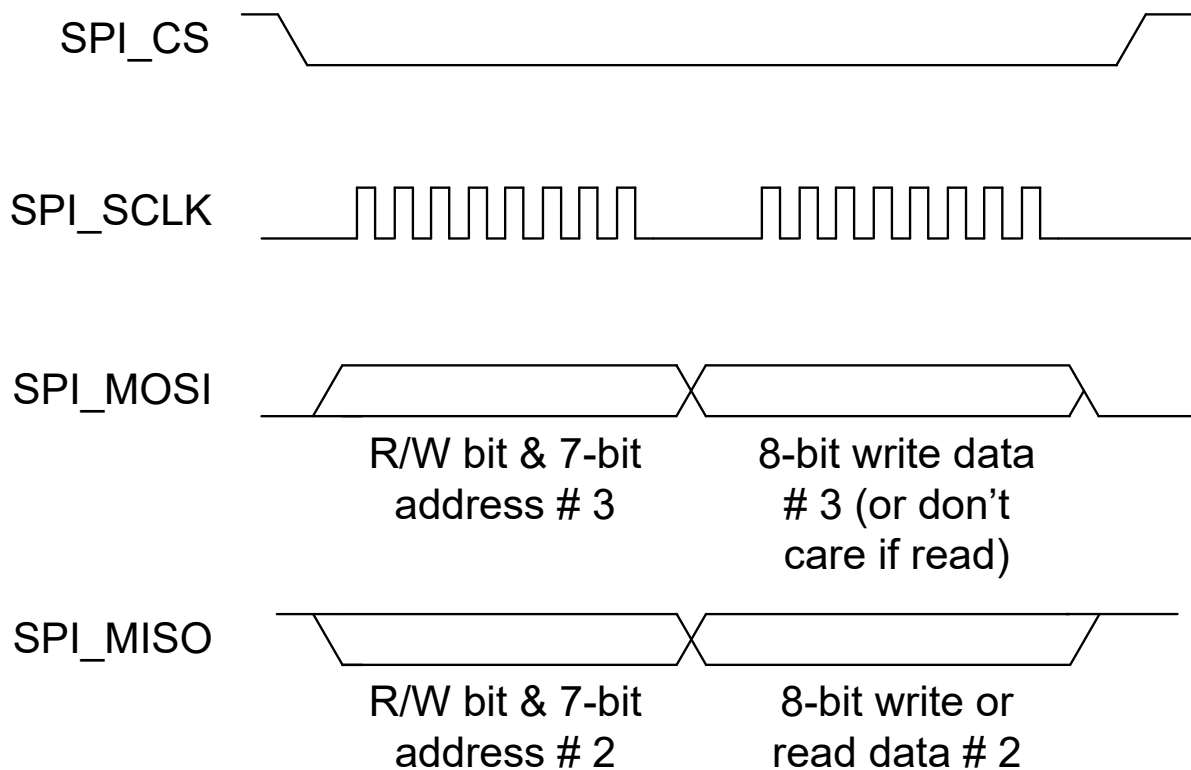 SPI_CS
SPI_SCLK
SPI_MOSI
R/W bit & 7-bit
address # 3
8-bit write data
# 3 (or don't
care if read)
SPI_MISO
R/W bit & 7-bit
address # 2
8-bit write or
read data # 2